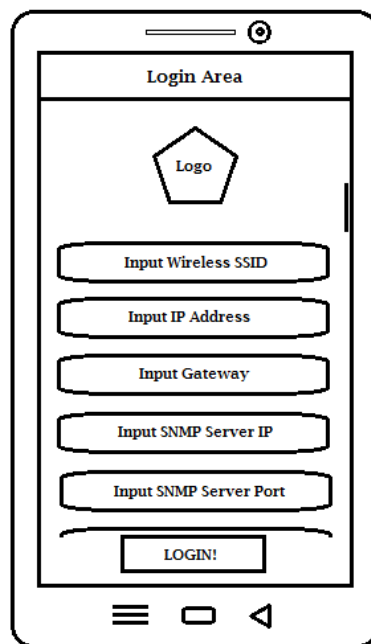 Login Area
Logo
Input Wireless SSID
Input IP Address
Input Gateway
Input SNMP Server IP
Input SNMP Server Port
LOGIN!